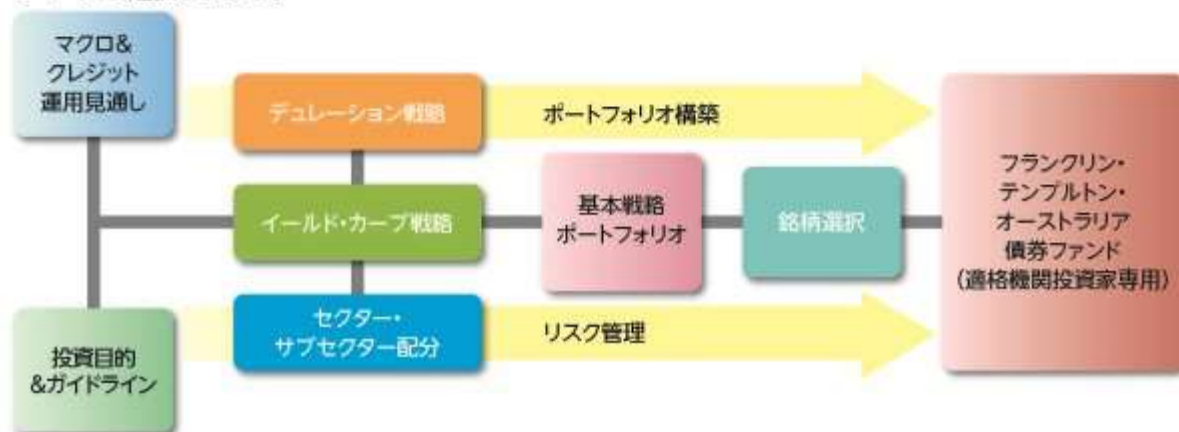 マクロ&
クレジット
運用見通し
デュレーション戦略
ポートフォリオ構築
イールド・カーブ戦略
基本戦略
ポートフォリオ
銘柄選択
フランクリン・
テンプルトン・
オーストラリア
債券ファンド
(適格機関投資家専用)
セクター・
サブセクター配分
リスク管理
投資目的
&ガイドライン